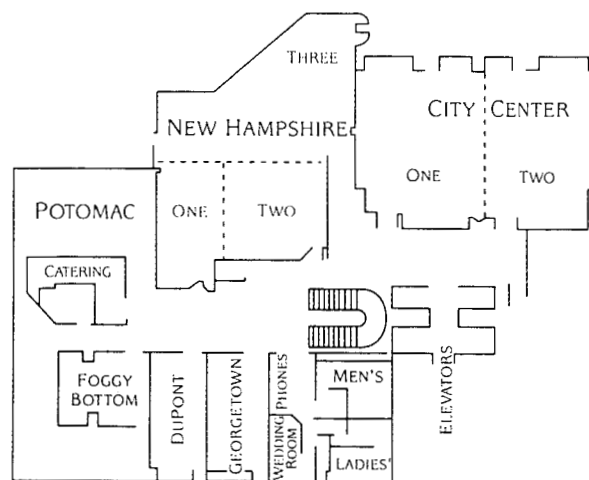 THREE
NEW HAMPSHIRE
CITY CENTER
ONE
TWO
POTOMAC
ONE
TWO
CATERING
FOGGY
BOTTOM
DUPONT
GEORGETOWN
PHONES
WEDDING
ROOM
MEN'S
LADIES'
ELEVATORS